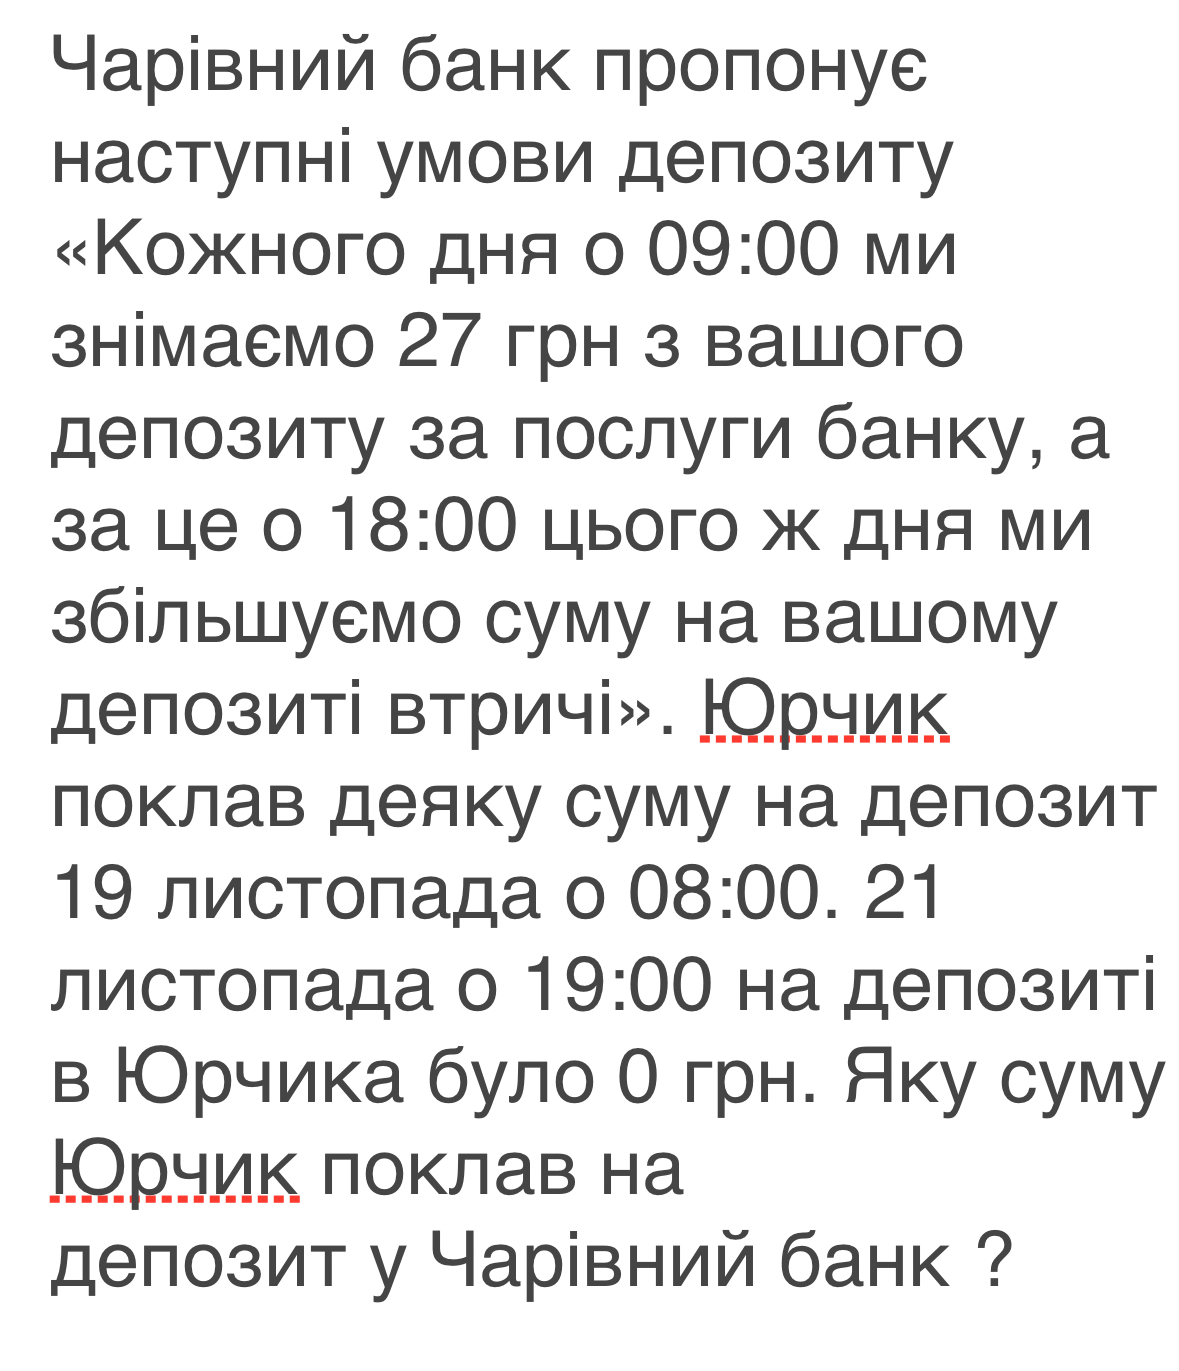 Чарівний банк пропонує
наступні умови депозиту
«Кожного дня о 09:00 ми
знімаємо 27 грн з вашого
депозиту за послуги банку, а
за це о 18:00 цього ж дня ми
збільшуємо суму на вашому
депозиті втричі». Юрчик
поклав деяку суму на депозит
19 листопада о 08:00. 21
листопада о 19:00 на депозиті
в Юрчика було 0 грн. Яку суму
Юрчик поклав на
депозит у Чарівний банк ?